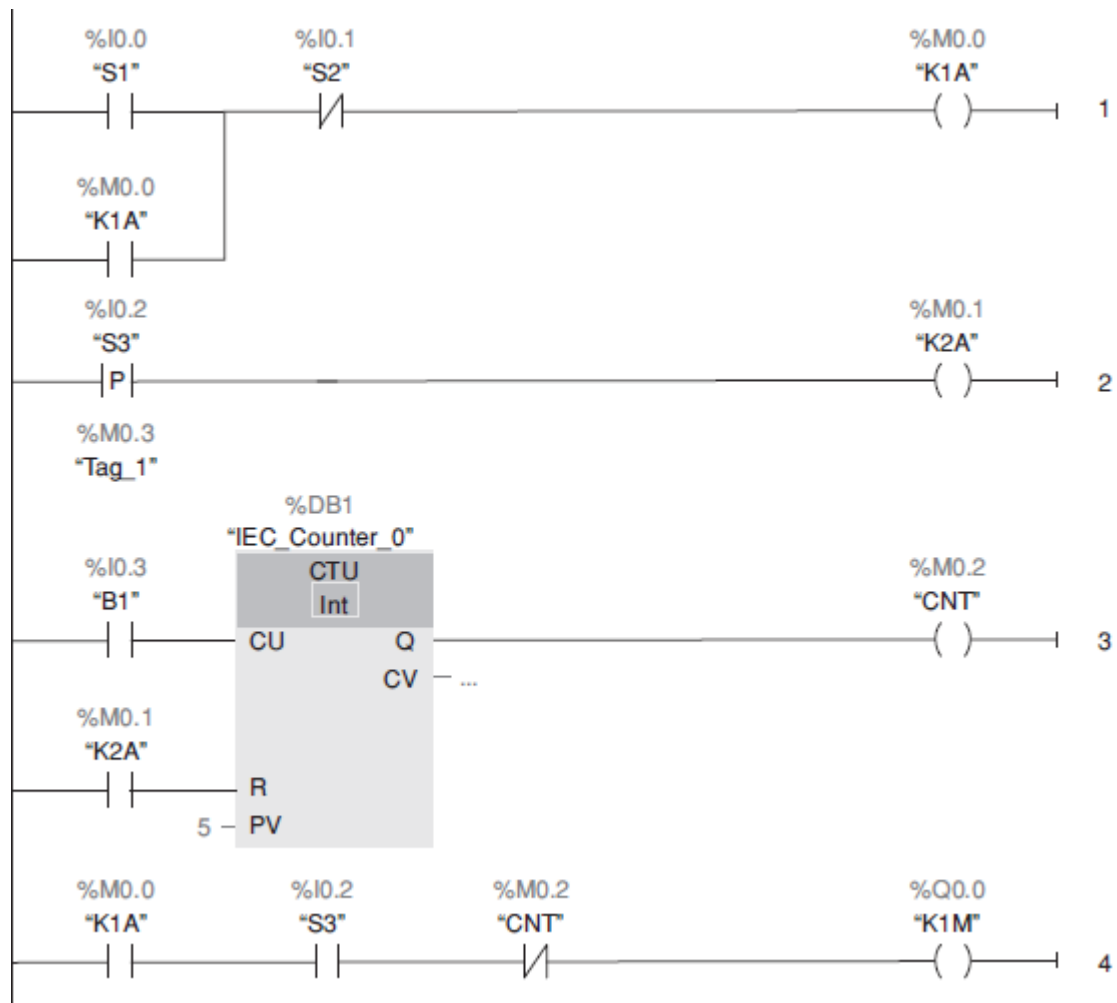 %I0.0 %I0.1 %M0.0
“S1” “S2” “K1A”
1
%M0.0
“K1A”
%I0.2 %M0.1
“S3” “K2A”
P
2
%M0.3
“Tag_1”
%DB1
“IEC_Counter_0”
%I0.3 CTU %M0.2
“B1” Int “CNT”
CU Q
3
CV ...
%M0.1
“K2A”
R
5 PV
%M0.0 %I0.2 %M0.2 %Q0.0
“K1A” “S3” “CNT” “K1M”
4